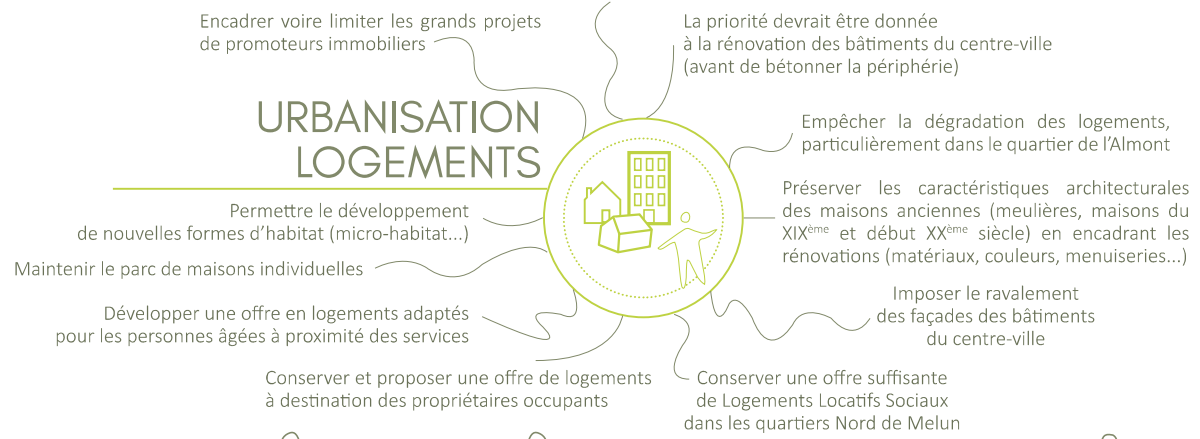 Encadrer voire limiter les grands projets
de promoteurs immobiliers
La priorité devrait être donnée
à la rénovation des bâtiments du centre-ville
(avant de bétonner la périphérie)
URBANISATION
LOGEMENTS
Empêcher la dégradation des logements,
particulièrement dans le quartier de l’Almont
Préserver les caractéristiques architecturales
des maisons anciennes (meulières, maisons du
XIXème et début XXème siècle) en encadrant les
rénovations (matériaux, couleurs, menuiseries...)
Permettre le développement
de nouvelles formes d’habitat (micro-habitat...)
Maintenir le parc de maisons individuelles
Développer une offre en logements adaptés
pour les personnes âgées à proximité des services
Imposer le ravalement
des façades des bâtiments
du centre-ville
Conserver et proposer une offre de logements
à destination des propriétaires occupants
Conserver une offre suffisante
de Logements Locatifs Sociaux
dans les quartiers Nord de Melun